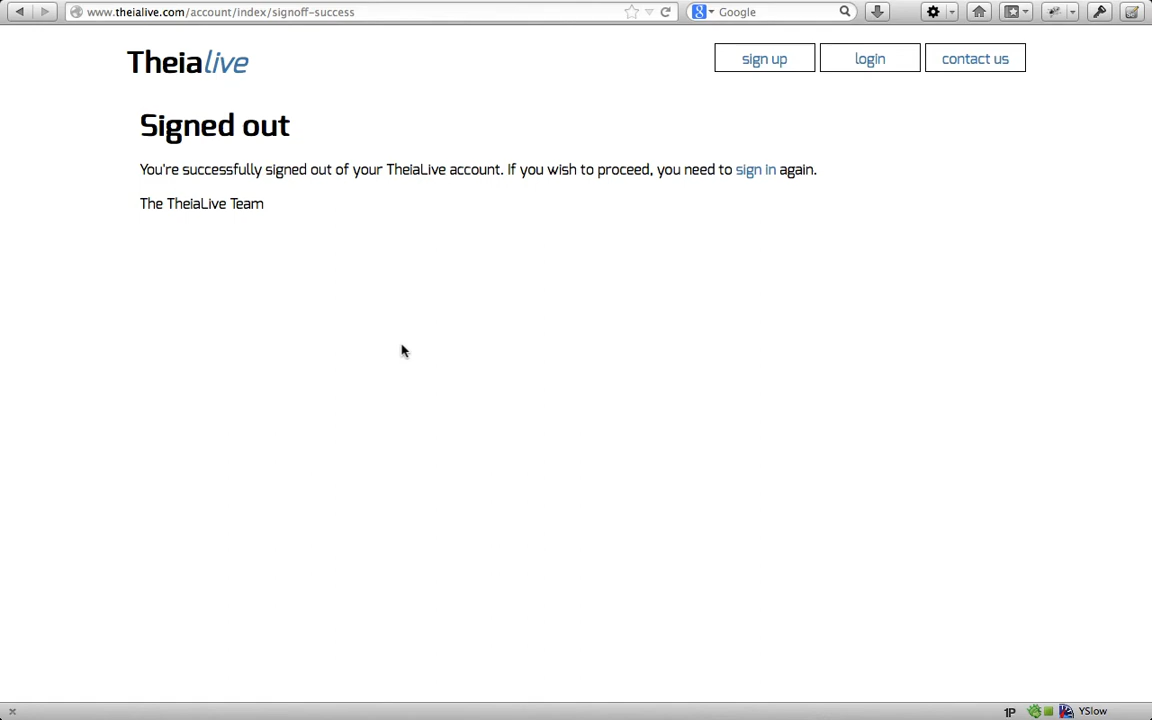 www.theialive.com/account/index/signoff-success
Google
Theialive
sign up
login
contact us
Signed out
You're successfully signed out of your TheiaLive account. If you wish to proceed, you need to sign in again.
The TheiaLive Team
1P
YSlow